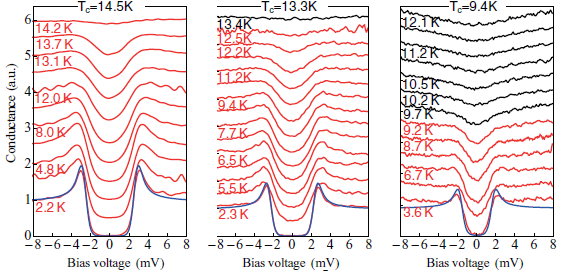 Tc=14.5K
Tc=13.3K
Tc=9.4K
Conductance (a.u.)
6
5
4
3
2
1
0
14.2 K
13.7 K
13.1 K
12.0 K
8.0 K
4.8 K
2.2 K
13.4K
12.5K
12.2K
11.2K
9.4 K
7.7 K
6.5 K
5.5 K
2.3 K
12.1 K
11.2 K
10.5 K
10.2 K
9.7 K
9.2 K
8.7 K
6.7 K
3.6 K
−8 −6 −4 −2 0 2 4 6 8
−8 −6 −4 −2 0 2 4 6 8
−8 −6 −4 −2 0 2 4 6 8
Bias voltage (mV)
Bias voltage (mV)
Bias voltage (mV)